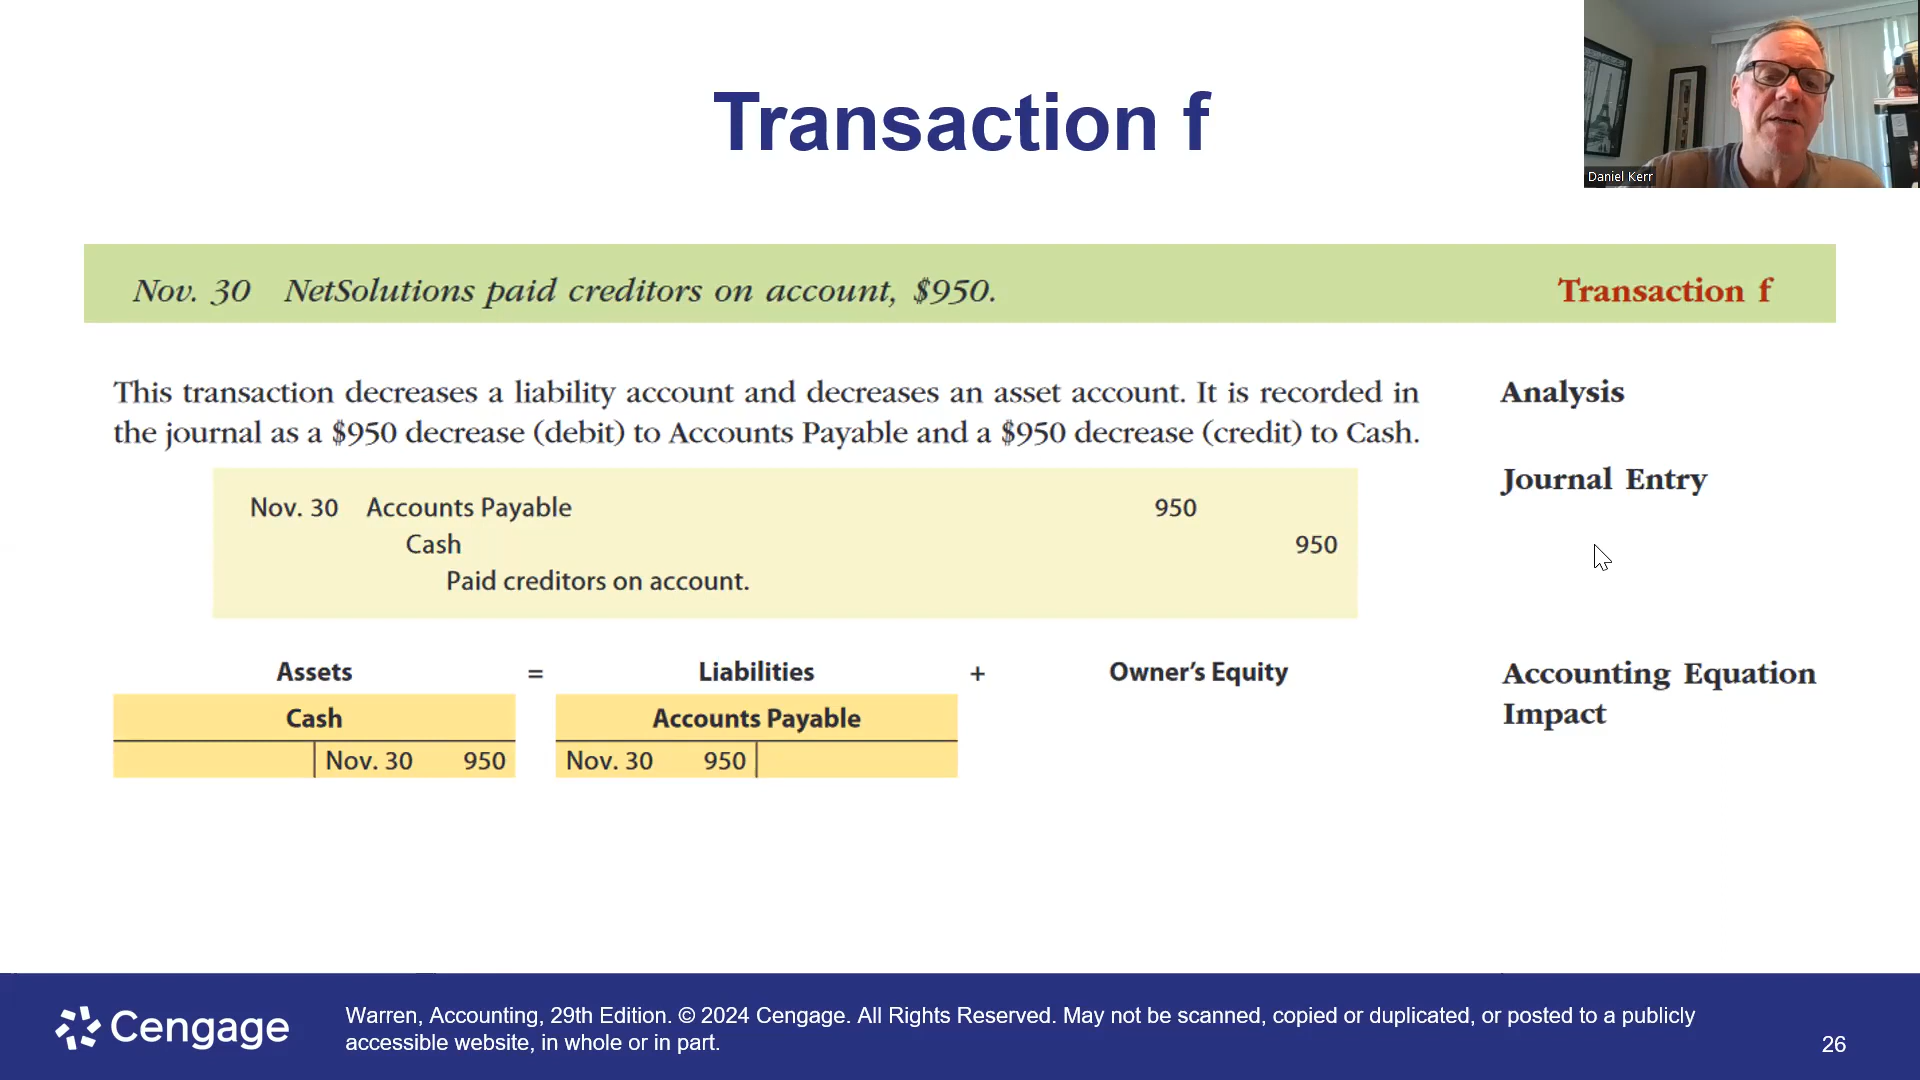 Transaction f
Daniel Kerr
Nov. 30 NetSolutions paid creditors on account, $950. Transaction f
This transaction decreases a liability account and decreases an asset account. It is recorded in
the journal as a $950 decrease (debit) to Accounts Payable and a $950 decrease (credit) to Cash.
Analysis
Journal Entry
Nov. 30 Accounts Payable 950
Cash 950
Paid creditors on account.
Assets = Liabilities + Owner's Equity
Accounting Equation
Impact
Cash Accounts Payable
Nov. 30 950 Nov. 30 950
Cengage
Warren, Accounting, 29th Edition. © 2024 Cengage. All Rights Reserved. May not be scanned, copied or duplicated, or posted to a publicly
accessible website, in whole or in part.
26